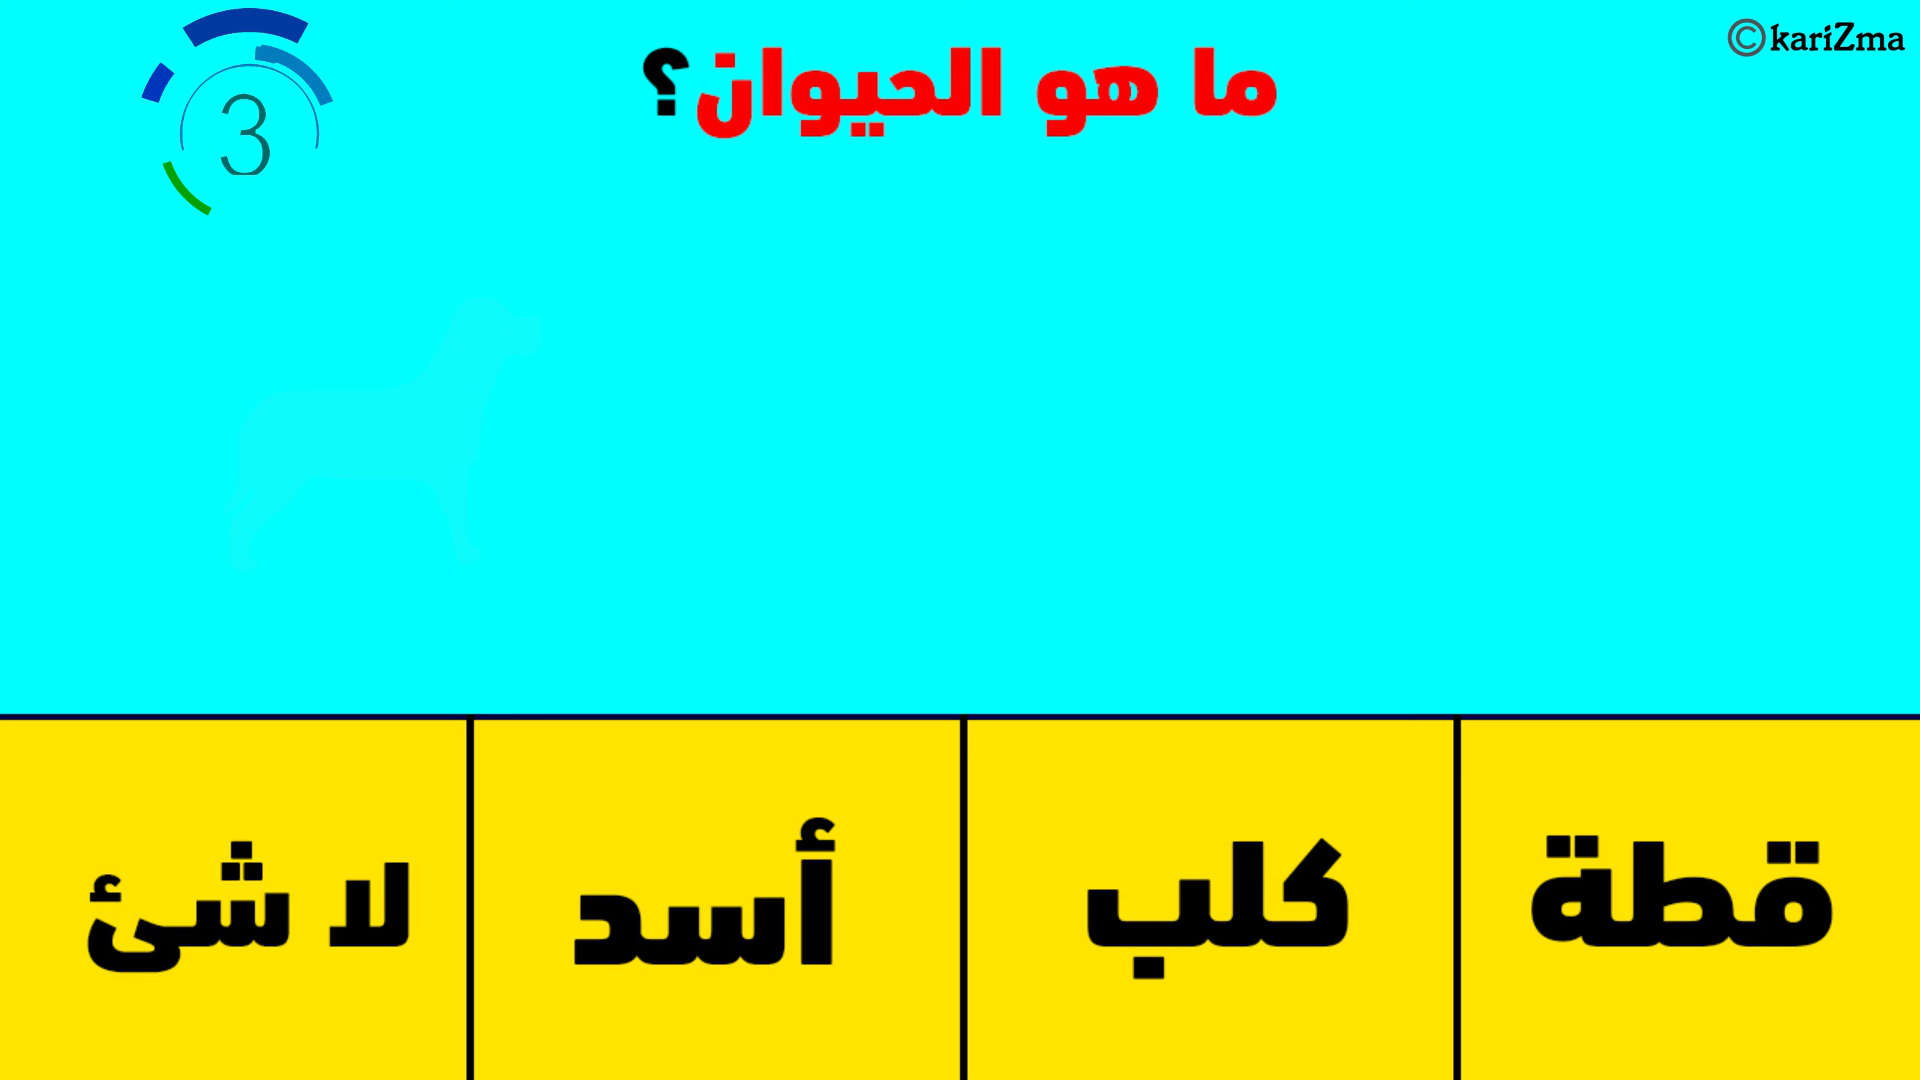 ©kariZma
ما هو الحيوان؟
3
قطة
كلب
أسد
لا شئ